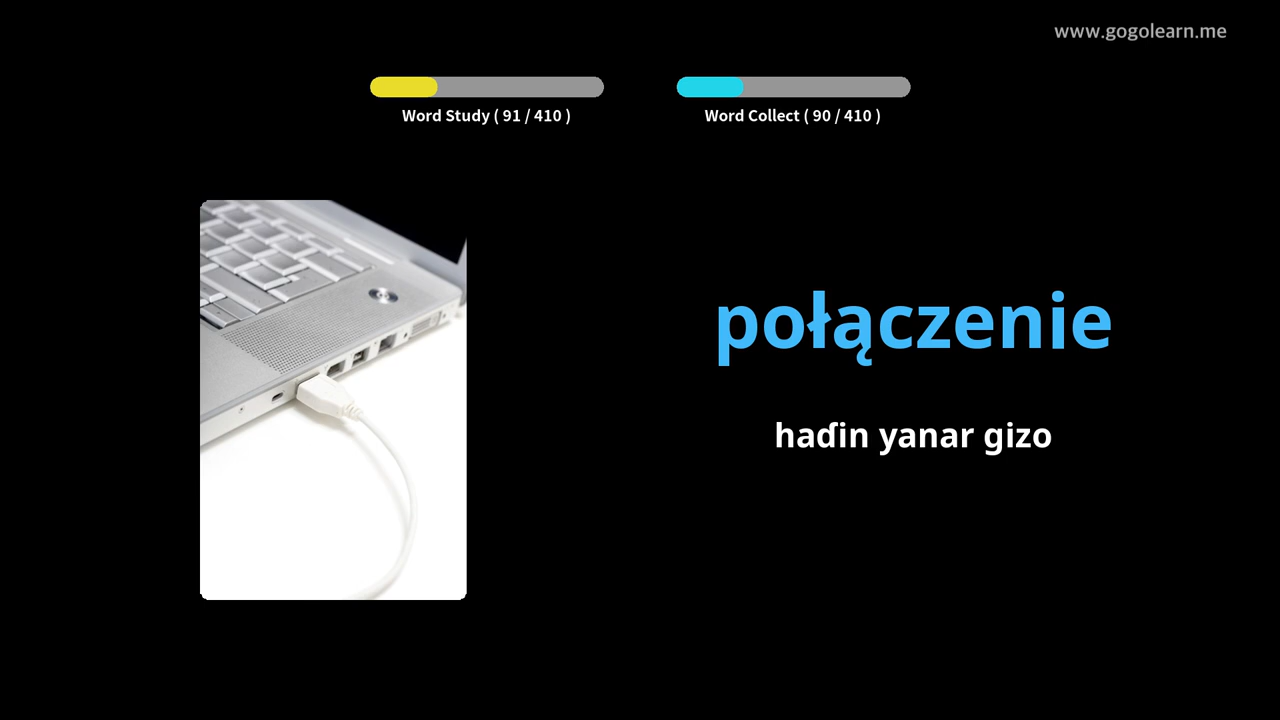 www.gogolearn.me
Word Study ( 91 / 410 )
Word Collect ( 90 / 410 )
połączenie
haɗin yanar gizo